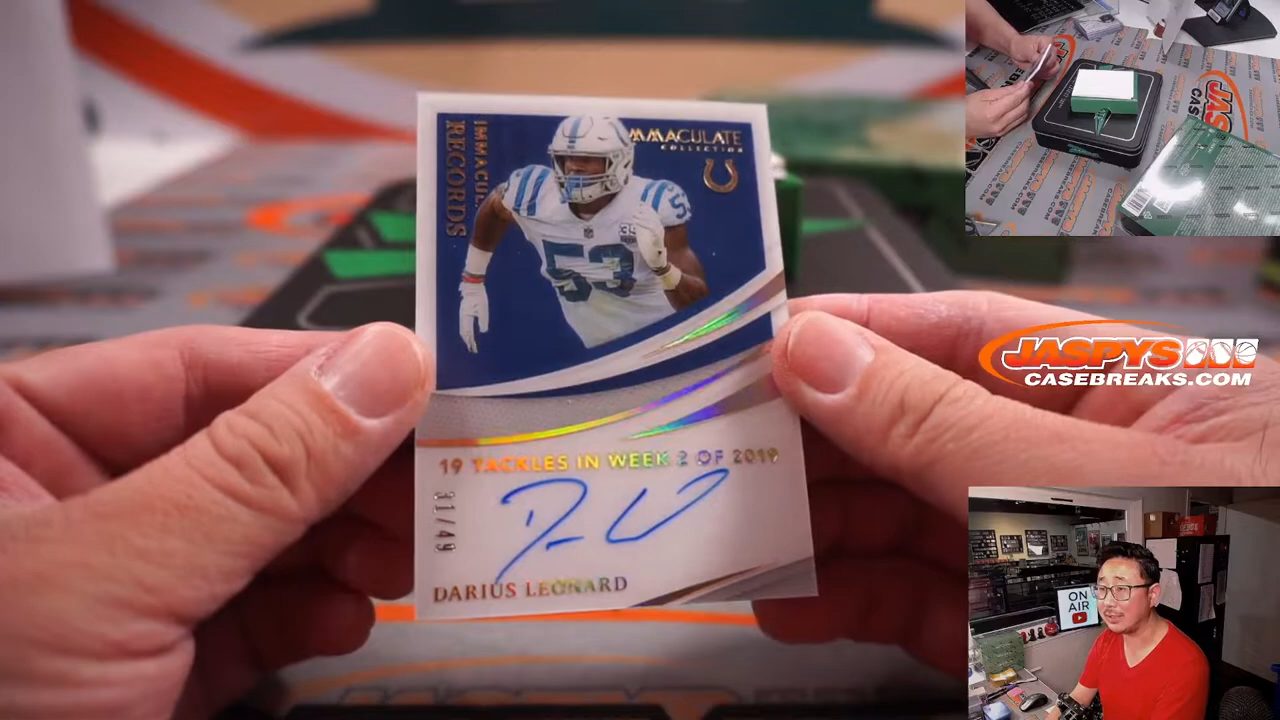 IMMACULATE
COLLECTION
RECORDS
53
53
19 TACKLES IN WEEK 2 OF 2019
31/49
DARIUS LEONARD
JASPYS
CASEBREAKS.COM
ON
AIR